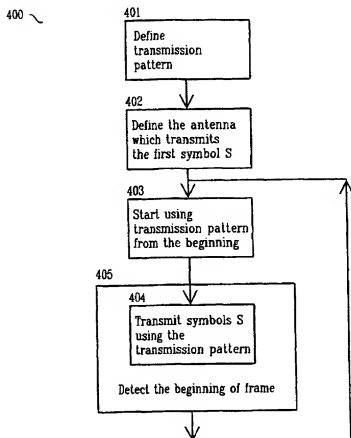 400
401
Define
transmission
pattern
402
Define the antenna
which transmits
the first symbol S
403
Start using
transmission pattern
from the beginning
405
404
Transmit symbols S
using the
transmission pattern
Detect the beginning of frame